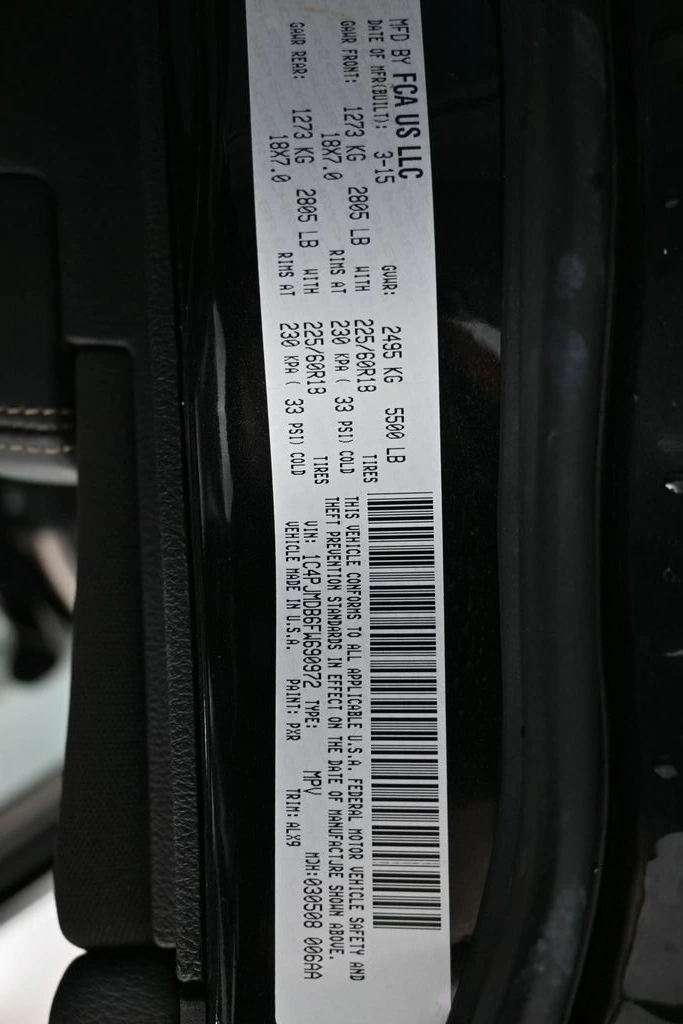 MFD BY FCA US LLC
DATE OF MFR(BUILT): 3-15 GVWR: 2495 KG 5500 LB
GAWR FRONT: 1273 KG 2805 LB WITH 225/60R18 TIRES
18X7.0 RIMS AT 230 KPA ( 33 PSI) COLD
GAWR REAR: 1273 KG 2805 LB WITH 225/60R18 TIRES
18X7.0 RIMS AT 230 KPA ( 33 PSI) COLD
THIS VEHICLE CONFORMS TO ALL APPLICABLE U.S.A. FEDERAL MOTOR VEHICLE SAFETY AND
THEFT PREVENTION STANDARDS IN EFFECT ON THE DATE OF MANUFACTURE SHOWN ABOVE.
VIN: 1C4PJMDB6FW690972 TYPE: MPV MDH:030508 006AA
VEHICLE MADE IN U.S.A. PAINT: PXR TRIM: ALX9